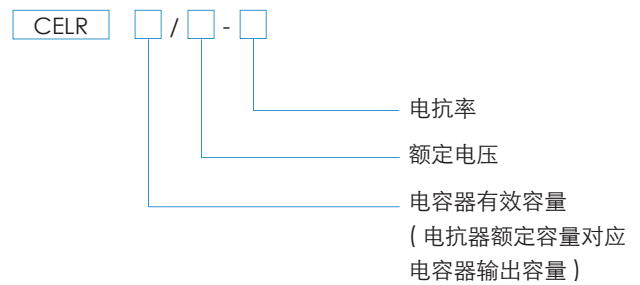 CELR / -
电抗率
额定电压
电容器有效容量
( 电抗器额定容量对应
电容器输出容量 )